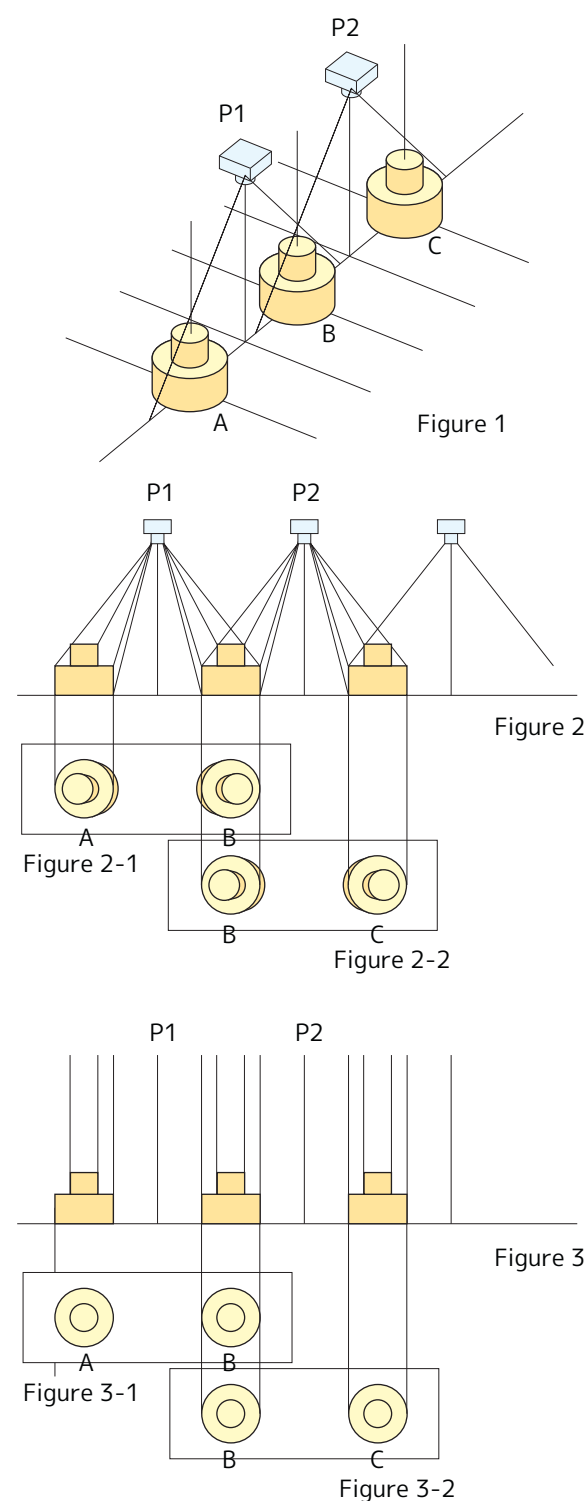 P2
P1
C
B
A
Figure 1
P1 P2
Figure 2
A B
Figure 2-1
B C
Figure 2-2
P1 P2
Figure 3
A B
Figure 3-1
B C
Figure 3-2